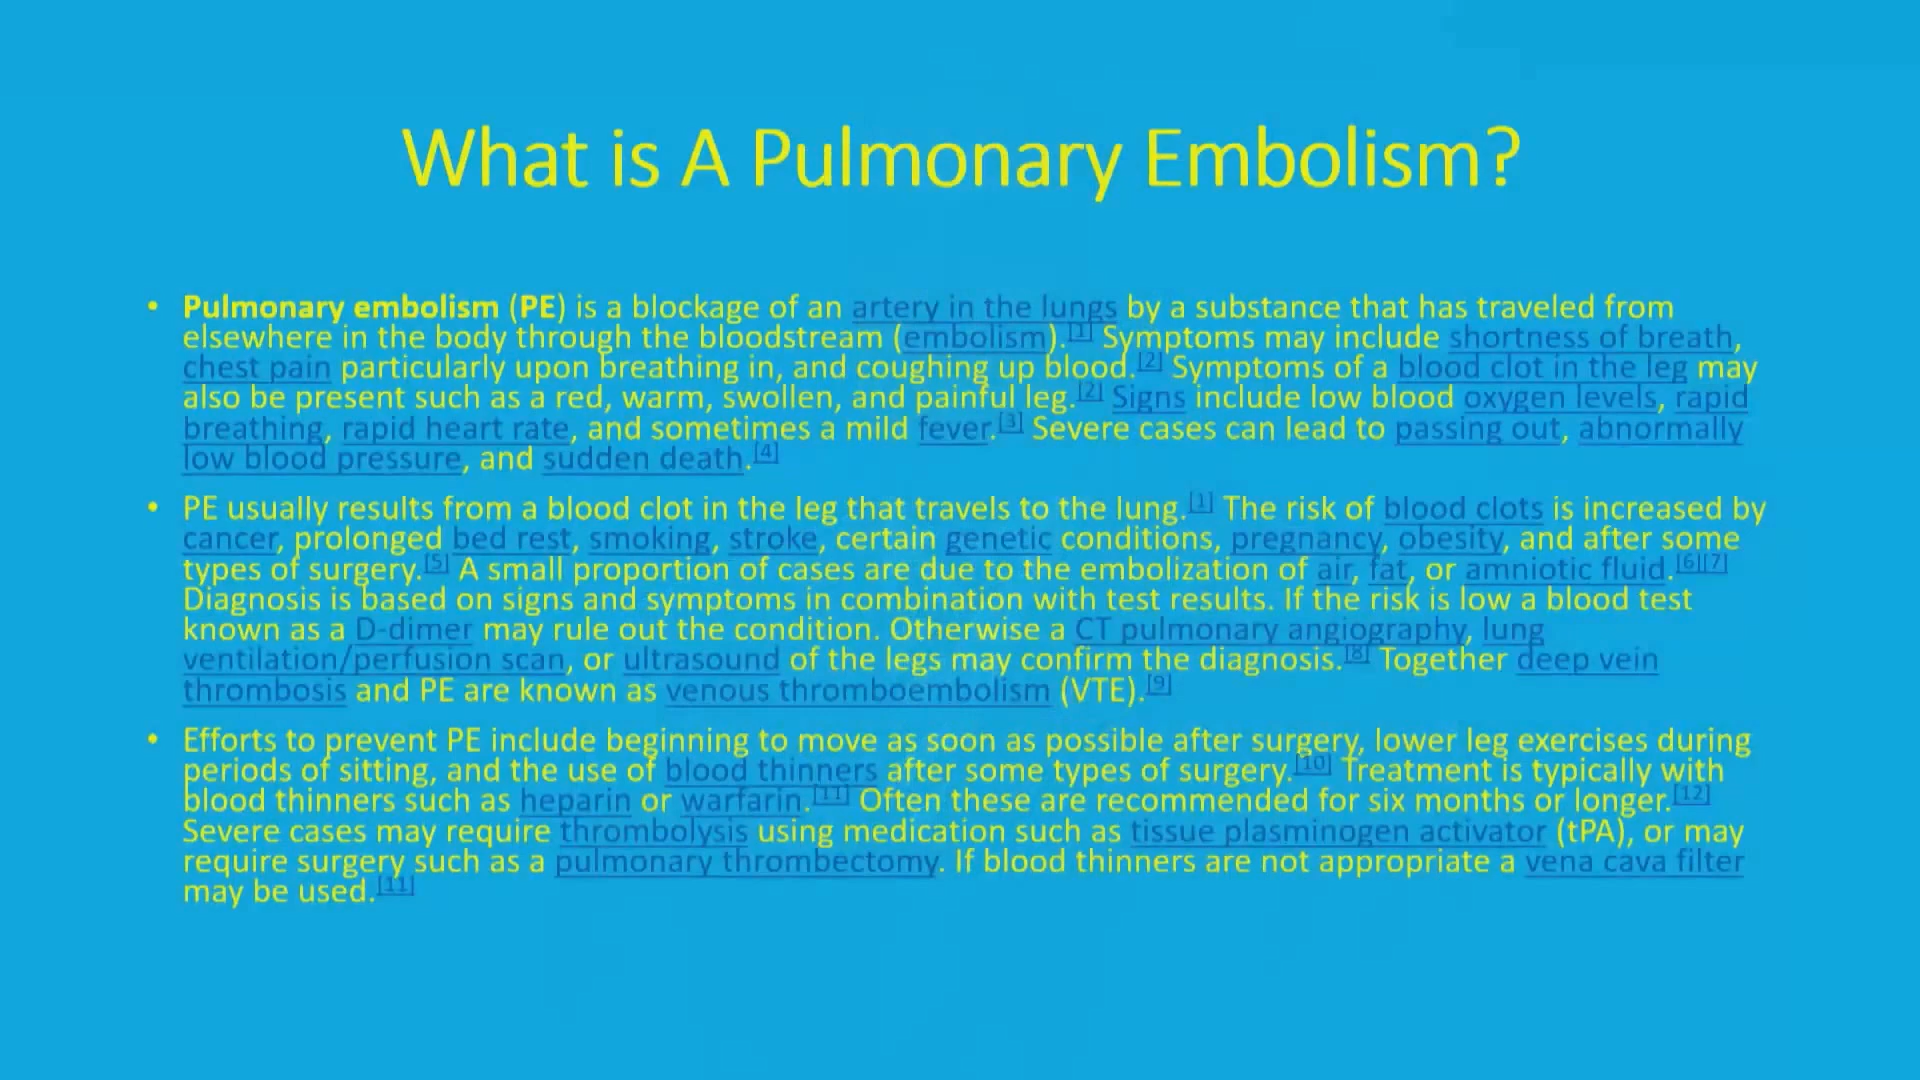 What is A Pulmonary Embolism?
• Pulmonary embolism (PE) is a blockage of an artery in the lungs by a substance that has traveled from
elsewhere in the body through the bloodstream (embolism).[1] Symptoms may include shortness of breath,
chest pain particularly upon breathing in, and coughing up blood.[2] Symptoms of a blood clot in the leg may
also be present such as a red, warm, swollen, and painful leg.[2] Signs include low blood oxygen levels, rapid
breathing, rapid heart rate, and sometimes a mild fever.[3] Severe cases can lead to passing out, abnormally
low blood pressure, and sudden death.[4]
• PE usually results from a blood clot in the leg that travels to the lung.[1] The risk of blood clots is increased by
cancer, prolonged bed rest, smoking, stroke, certain genetic conditions, pregnancy, obesity, and after some
types of surgery.[5] A small proportion of cases are due to the embolization of air, fat, or amniotic fluid.[6][7]
Diagnosis is based on signs and symptoms in combination with test results. If the risk is low a blood test
known as a D-dimer may rule out the condition. Otherwise a CT pulmonary angiography, lung
ventilation/perfusion scan, or ultrasound of the legs may confirm the diagnosis.[8] Together deep vein
thrombosis and PE are known as venous thromboembolism (VTE).[9]
• Efforts to prevent PE include beginning to move as soon as possible after surgery, lower leg exercises during
periods of sitting, and the use of blood thinners after some types of surgery.[10] Treatment is typically with
blood thinners such as heparin or warfarin.[11] Often these are recommended for six months or longer.[12]
Severe cases may require thrombolysis using medication such as tissue plasminogen activator (tPA), or may
require surgery such as a pulmonary thrombectomy. If blood thinners are not appropriate a vena cava filter
may be used.[11]